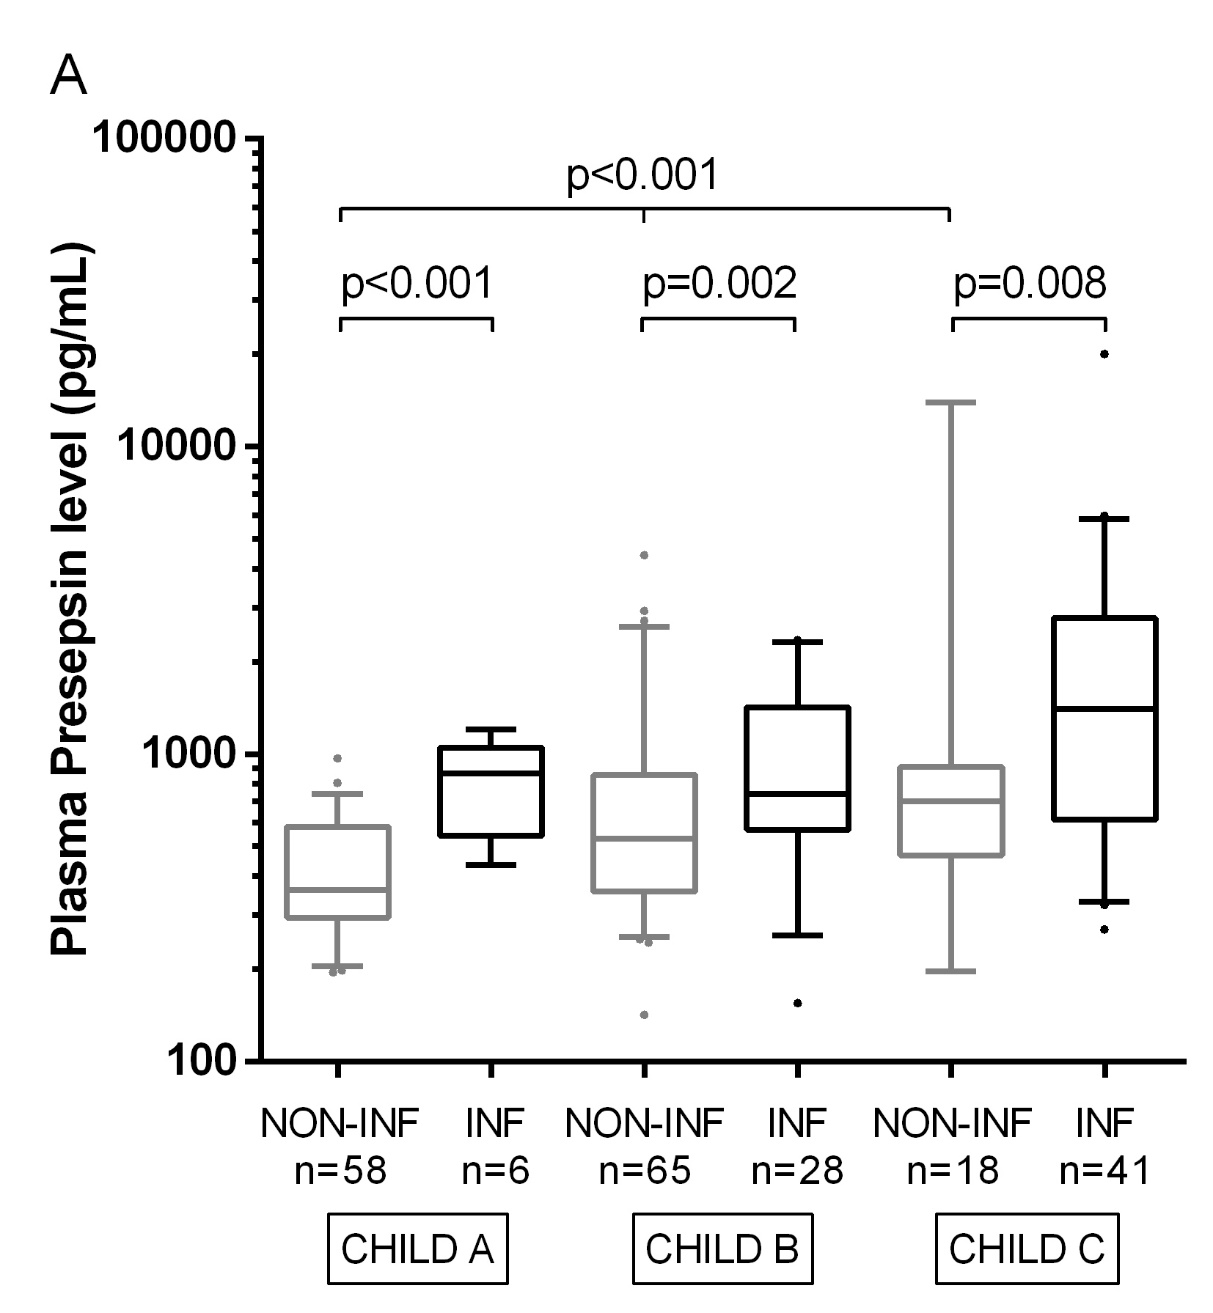 A
100000
10000
1000
100
Plasma Presepsin level (pg/mL)
p<0.001
p<0.001
p=0.002
p=0.008
NON-INF
n=58
INF
n=6
NON-INF
n=65
INF
n=28
NON-INF
n=18
INF
n=41
CHILD A
CHILD B
CHILD C